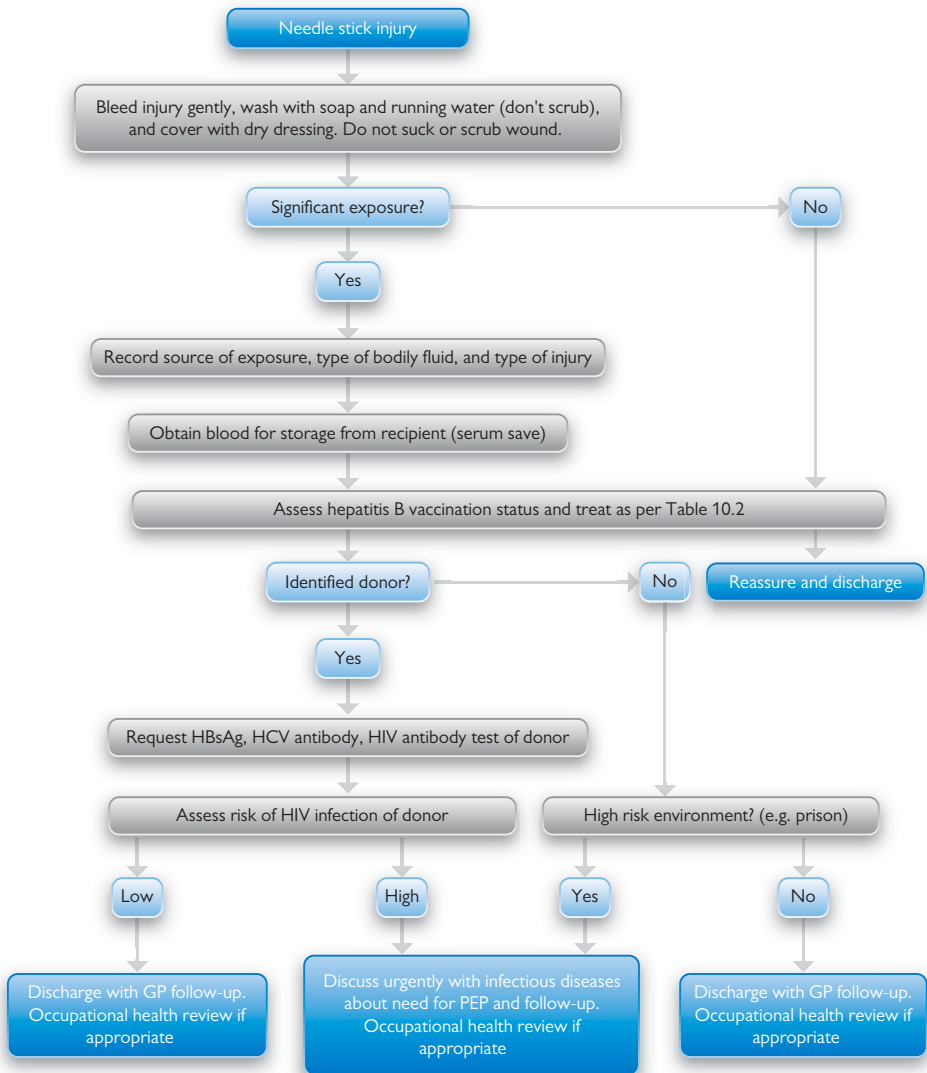 Needle stick injury
Bleed injury gently, wash with soap and running water (don't scrub),
and cover with dry dressing. Do not suck or scrub wound.
Significant exposure?
No
Yes
Record source of exposure, type of bodily fluid, and type of injury
Obtain blood for storage from recipient (serum save)
Assess hepatitis B vaccination status and treat as per Table 10.2
Identified donor?
No
Reassure and discharge
Yes
Request HBsAg, HCV antibody, HIV antibody test of donor
Assess risk of HIV infection of donor
High risk environment? (e.g. prison)
Low
High
Yes
No
Discharge with GP follow-up.
Occupational health review if
appropriate
Discuss urgently with infectious diseases
about need for PEP and follow-up.
Occupational health review if
appropriate
Discharge with GP follow-up.
Occupational health review if
appropriate